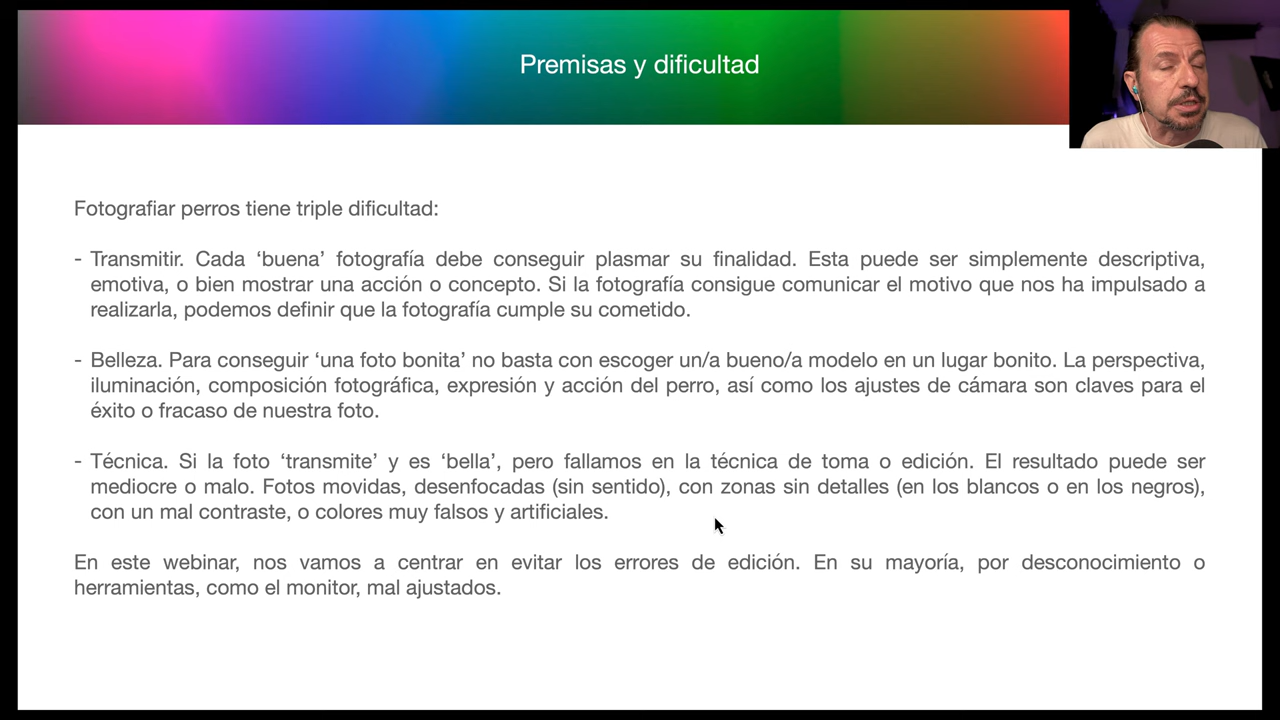 Premisas y dificultad
Fotografiar perros tiene triple dificultad:
- Transmitir. Cada ‘buena’ fotografía debe conseguir plasmar su finalidad. Esta puede ser simplemente descriptiva,
emotiva, o bien mostrar una acción o concepto. Si la fotografía consigue comunicar el motivo que nos ha impulsado a
realizarla, podemos definir que la fotografía cumple su cometido.
- Belleza. Para conseguir ‘una foto bonita’ no basta con escoger un/a bueno/a modelo en un lugar bonito. La perspectiva,
iluminación, composición fotográfica, expresión y acción del perro, así como los ajustes de cámara son claves para el
éxito o fracaso de nuestra foto.
- Técnica. Si la foto ‘transmite’ y es ‘bella’, pero fallamos en la técnica de toma o edición. El resultado puede ser
mediocre o malo. Fotos movidas, desenfocadas (sin sentido), con zonas sin detalles (en los blancos o en los negros),
con un mal contraste, o colores muy falsos y artificiales.
En este webinar, nos vamos a centrar en evitar los errores de edición. En su mayoría, por desconocimiento o
herramientas, como el monitor, mal ajustados.